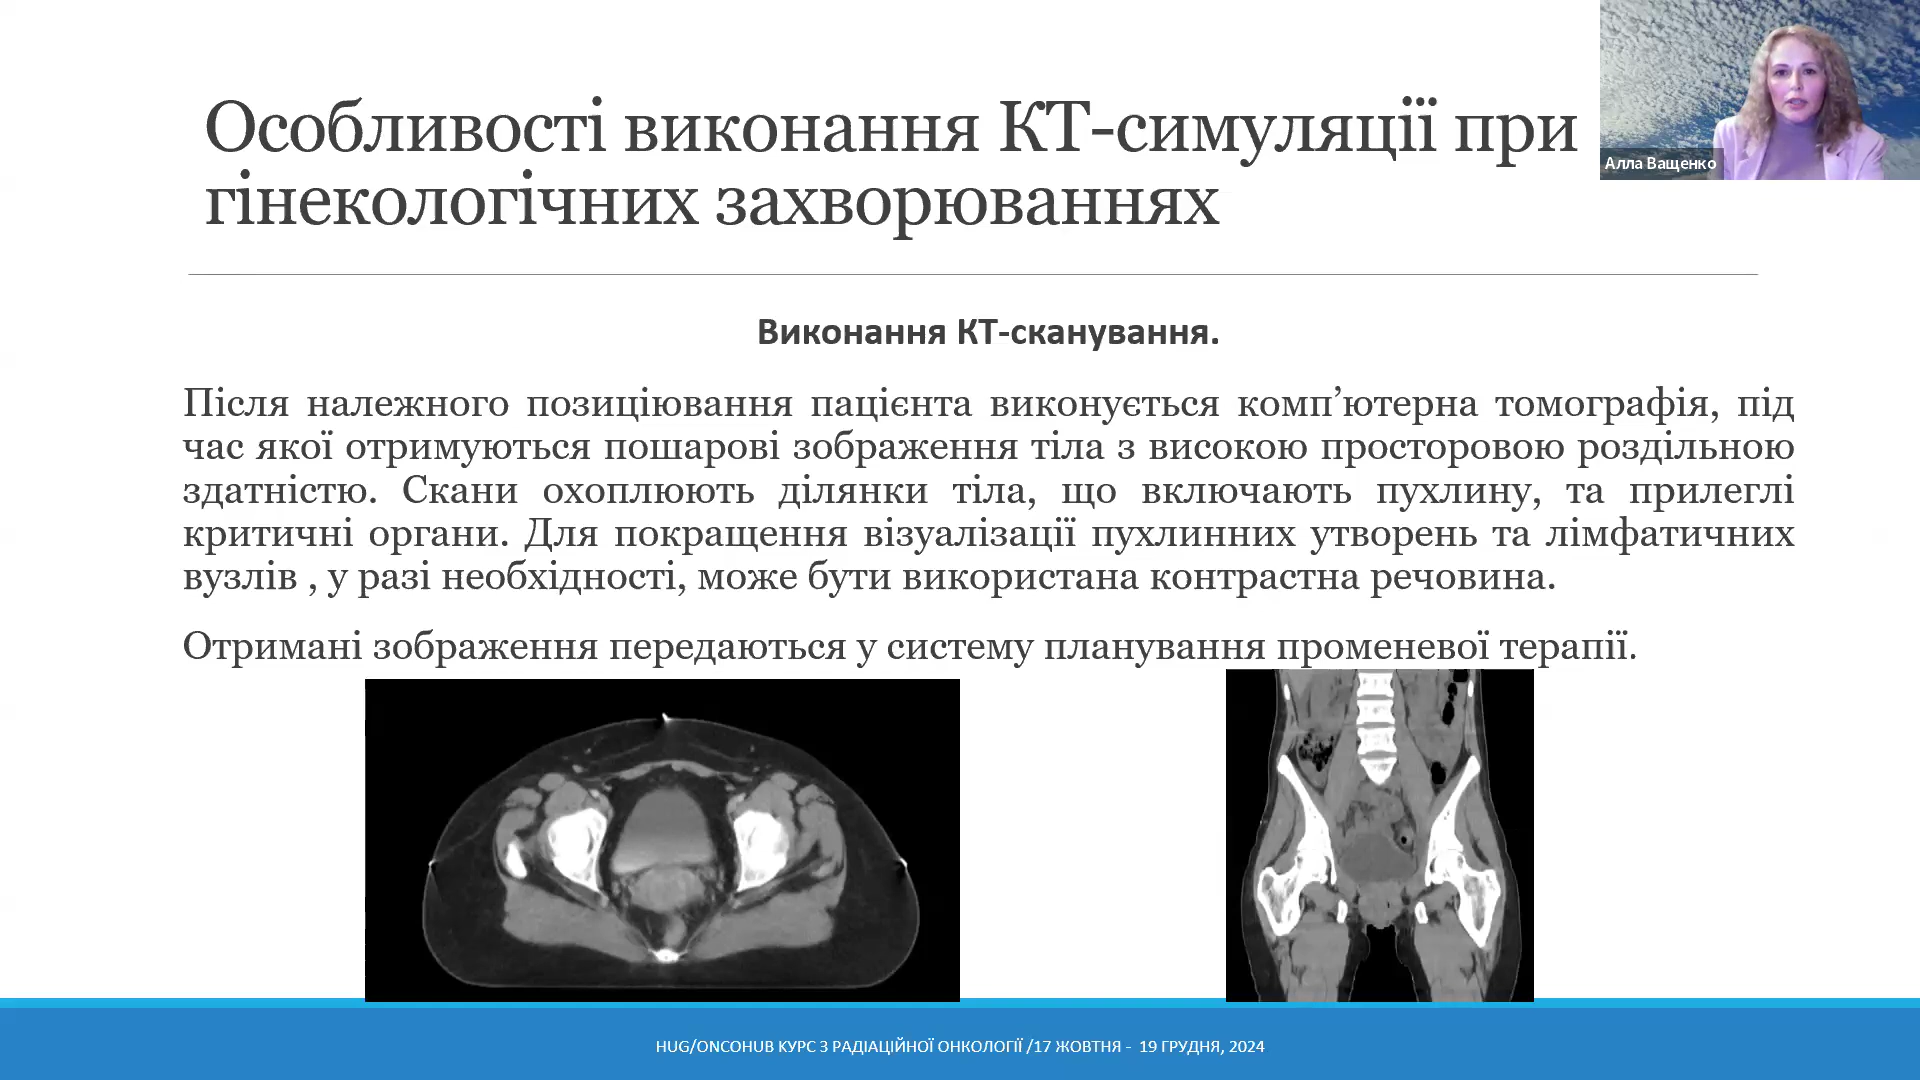 Особливості виконання КТ-симуляції при
гінекологічних захворюваннях
Алла Ващенко
Виконання КТ-сканування.
Після належного позиціювання пацієнта виконується комп’ютерна томографія, під
час якої отримуються пошарові зображення тіла з високою просторовою роздільною
здатністю. Скани охоплюють ділянки тіла, що включають пухлину, та прилеглі
критичні органи. Для покращення візуалізації пухлинних утворень та лімфатичних
вузлів , у разі необхідності, може бути використана контрастна речовина.
Отримані зображення передаються у систему планування променевої терапії.
HUG/ONCOHUB КУРС З РАДІАЦІЙНОЇ ОНКОЛОГІЇ /17 ЖОВТНЯ - 19 ГРУДНЯ, 2024